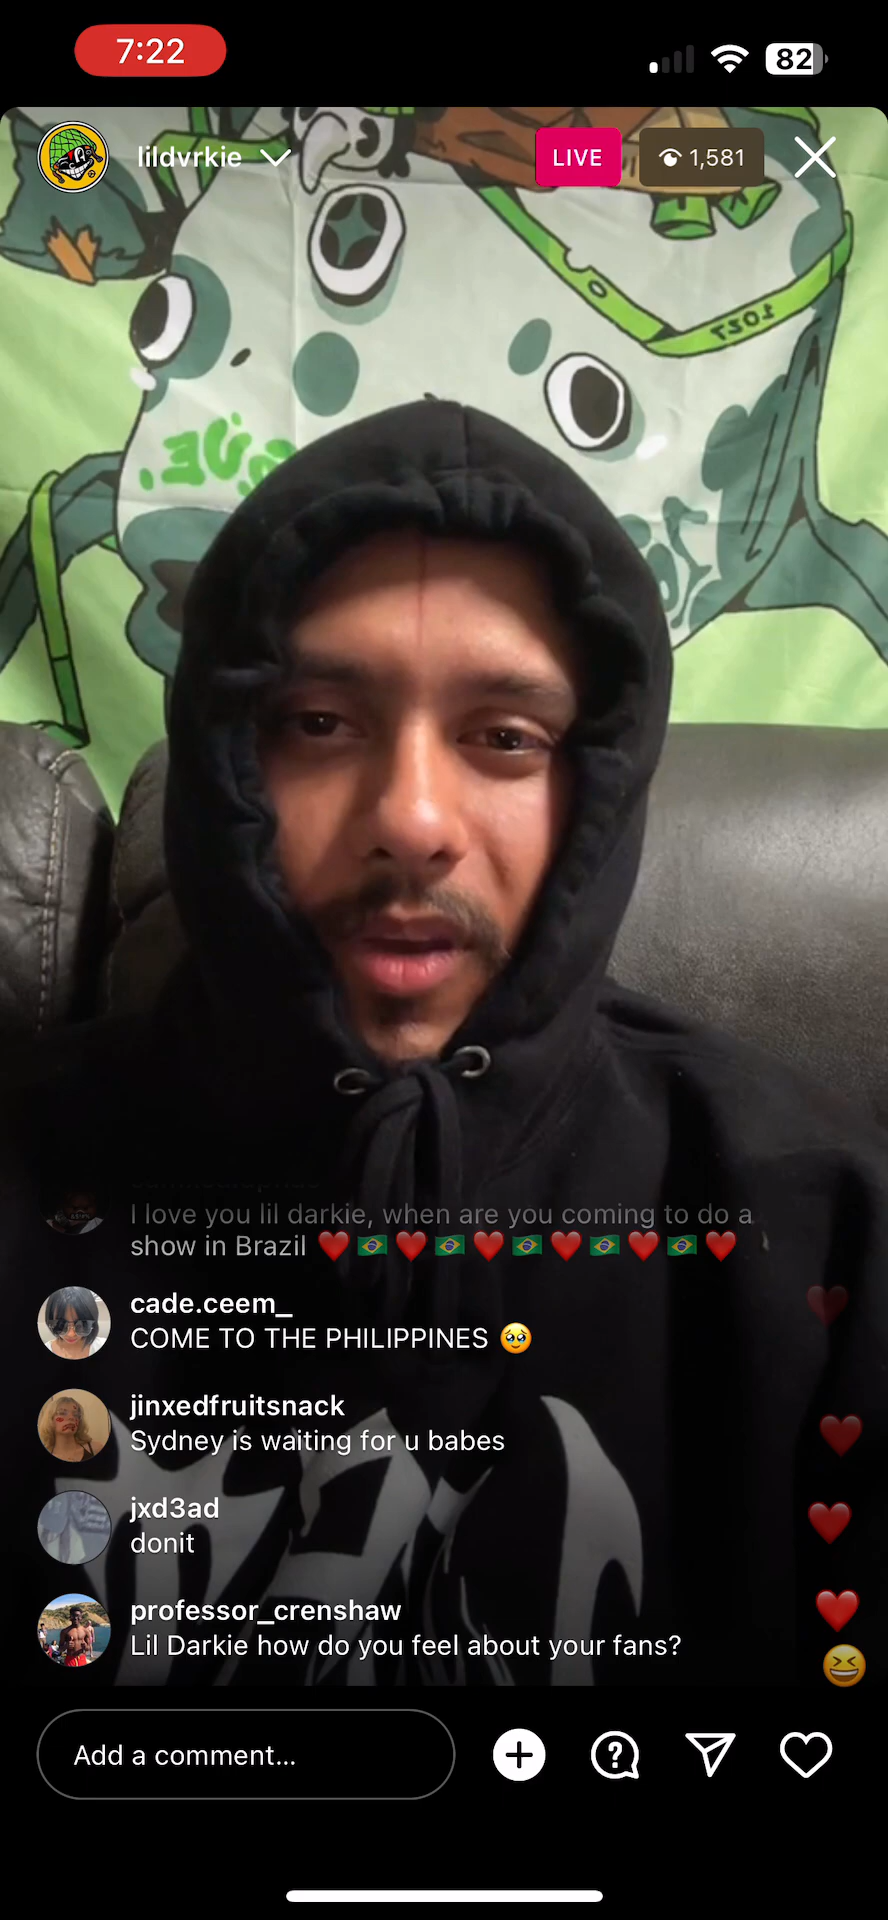 7:22
82
lildvrkie
LIVE
1,581
LOST
I love you lil darkie, when are you coming to do a
show in Brazil ❤️🇧🇷❤️🇧🇷❤️🇧🇷❤️🇧🇷❤️🇧🇷❤️
cade.ceem_
COME TO THE PHILIPPINES 🥹
jinxedfruitsnack
Sydney is waiting for u babes
jxd3ad
donit
professor_crenshaw
Lil Darkie how do you feel about your fans?
Add a comment...